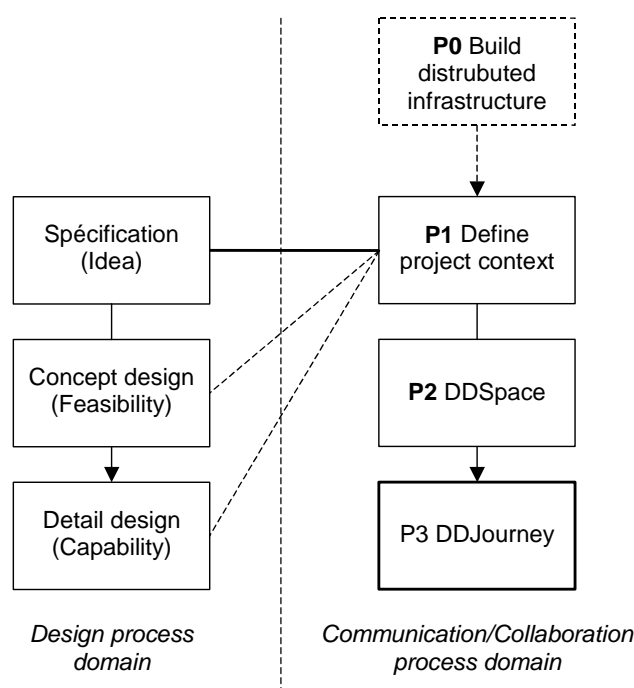 P0 Build
distrubuted
infrastructure
Spécification
(Idea)
P1 Define
project context
Concept design
(Feasibility)
P2 DDSpace
Detail design
(Capability)
P3 DDJourney
Design process
domain
Communication/Collaboration
process domain